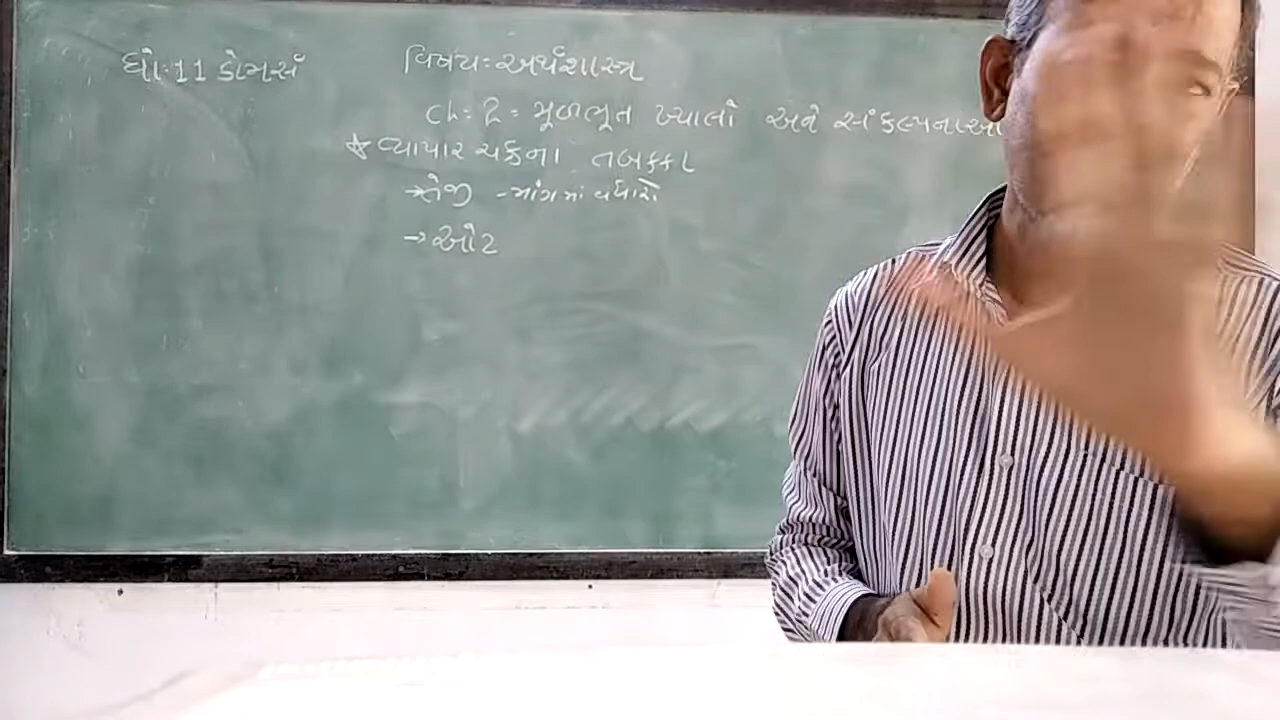 ધો:11 કોમર્સ
વિષય:અર્થશાસ્ત્ર
ch: 2: મૂળભૂત ખ્યાલો અને સંકલ્પનાઓ
★ વ્યાપાર ચક્રના તબક્કા
→તેજી - માંગમાં વધારો
→ઓટ